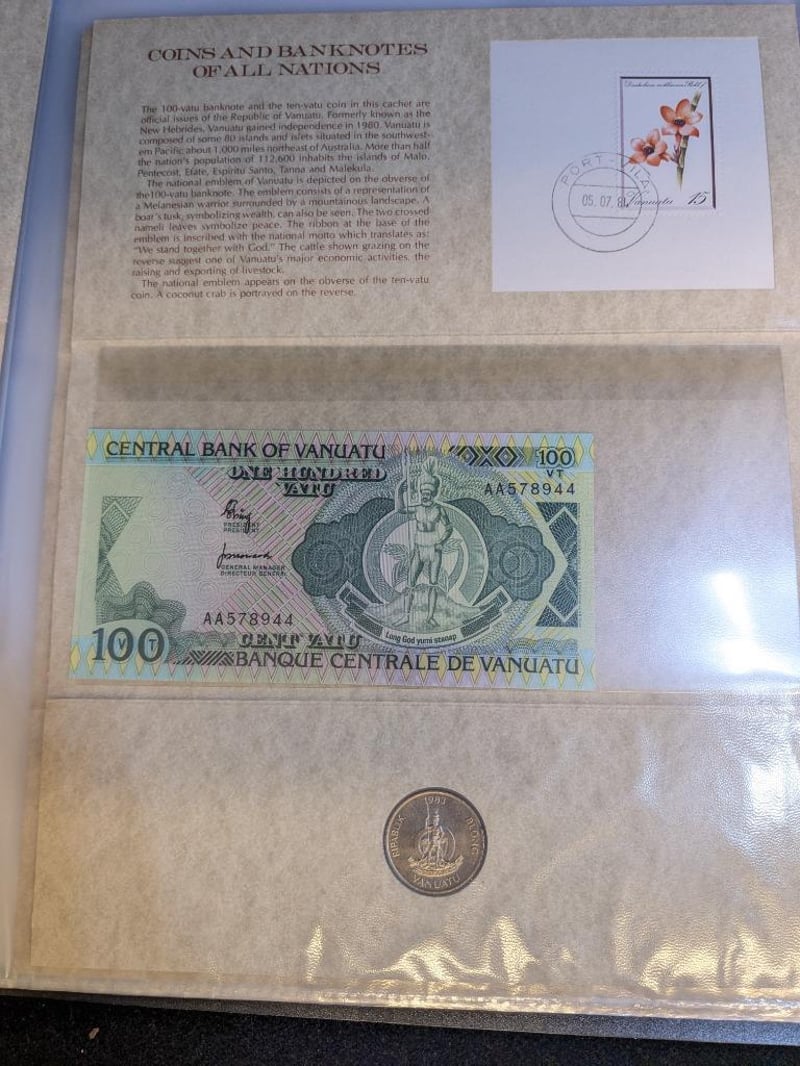 COINS AND BANKNOTES
OF ALL NATIONS
The 100-vatu banknote and the ten-vatu coin in this cachet are
official issues of the Republic of Vanuatu. Formerly known as the
New Hebrides, Vanuatu gained independence in 1980. Vanuatu is
composed of some 80 islands and islets situated in the southwest-
ern Pacific about 1,000 miles northeast of Australia. More than half
the nation's population of 112,600 inhabits the islands of Malo,
Pentecost, Efate, Espiritu Santo, Tanna and Malekula.
The national emblem of Vanuatu is depicted on the obverse of
the 100-vatu banknote. The emblem consists of a representation of
a Melanesian warrior surrounded by a mountainous landscape. A
boar's tusk, symbolizing wealth, can also be seen. The two crossed
nameli leaves symbolize peace. The ribbon at the base of the
emblem is inscribed with the national motto which translates as:
"We stand together with God." The cattle shown grazing on the
reverse suggest one of Vanuatu's major economic activities, the
raising and exporting of livestock.
The national emblem appears on the obverse of the ten-vatu
coin. A coconut crab is portrayed on the reverse.
PORT-VILA
05.07.8
Vanuatu 15
CENTRAL BANK OF VANUATU
100
VT
ONE HUNDRED
VATU
AA578944
PRESIDENT
PRESIDENT
GENERAL MANAGER
DIRECTEUR GENERAL
AA578944
Long God yumi stanap
100
VT
CENT VATU
BANQUE CENTRALE DE VANUATU
1983
RIPABLIK BLONG
VANUATU